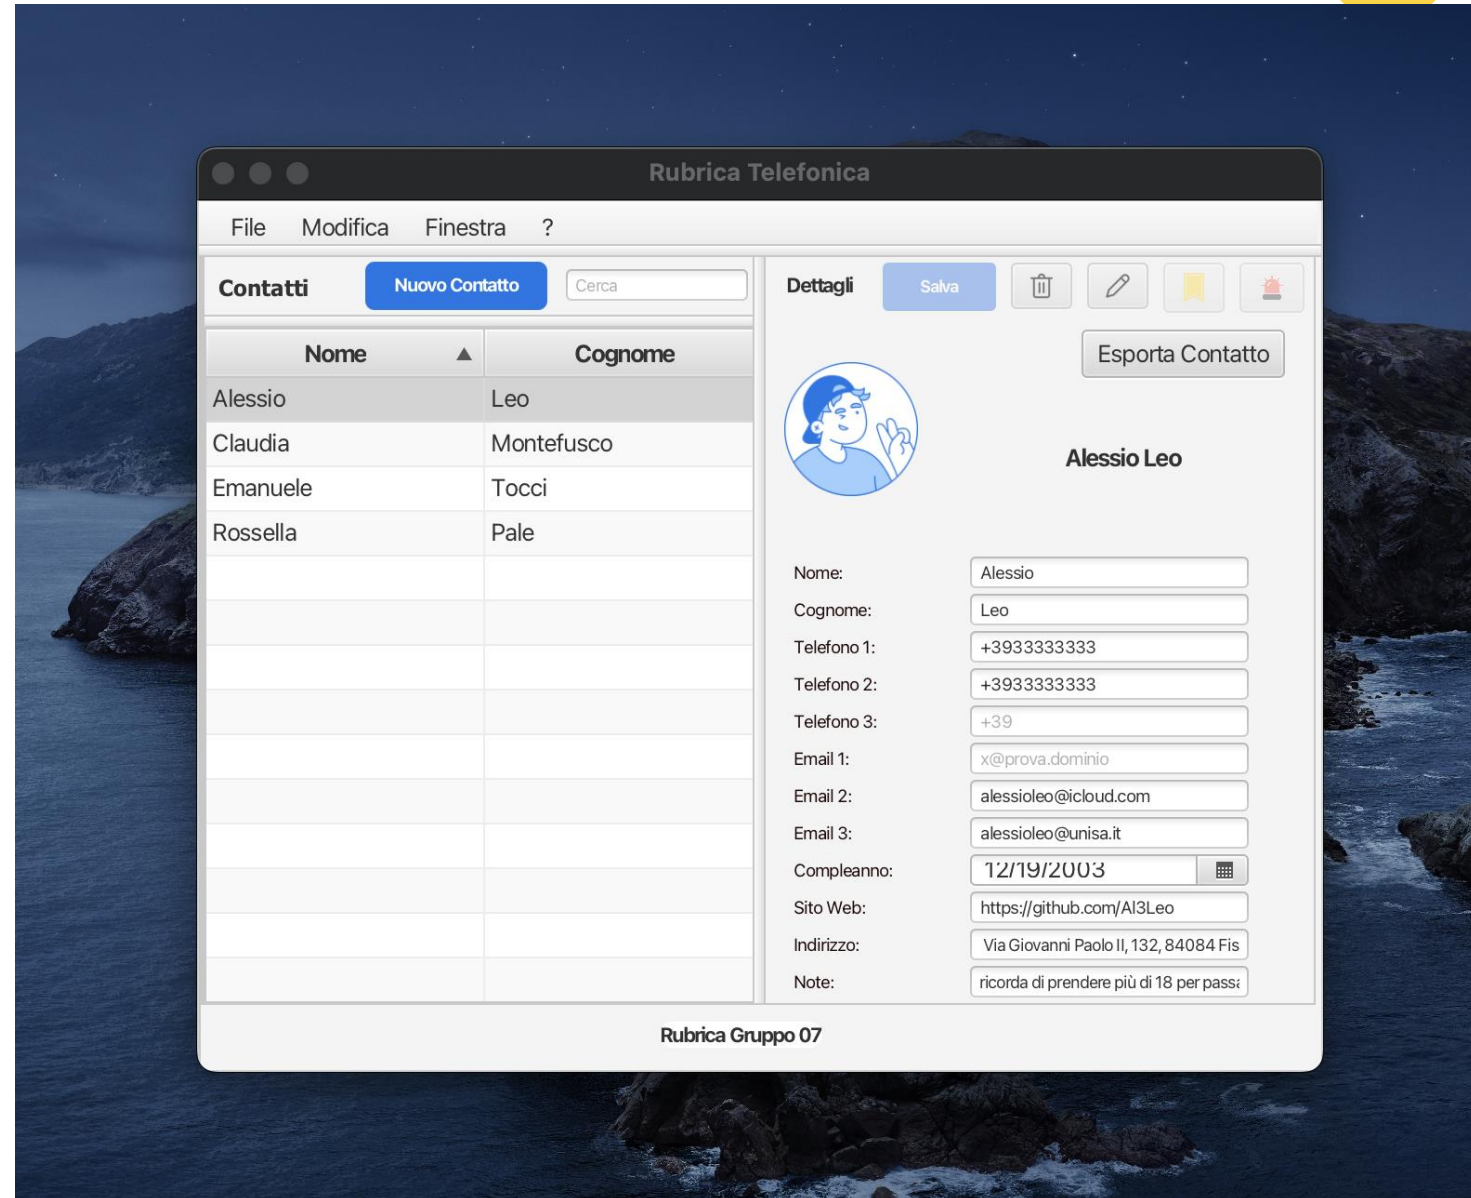 Rubrica Telefonica
File Modifica Finestra ?
Contatti Nuovo Contatto Cerca
Nome Cognome
Alessio Leo
Claudia Montefusco
Emanuele Tocci
Rossella Pale
Dettagli Salva
Esporta Contatto
Alessio Leo
Nome: Alessio
Cognome: Leo
Telefono 1: +3933333333
Telefono 2: +3933333333
Telefono 3: +39
Email 1: x@prova.dominio
Email 2: alessioleo@icloud.com
Email 3: alessioleo@unisa.it
Compleanno: 12/19/2003
Sito Web: https://github.com/Al3Leo
Indirizzo: Via Giovanni Paolo II, 132, 84084 Fis
Note: ricorda di prendere più di 18 per passa
Rubrica Gruppo 07